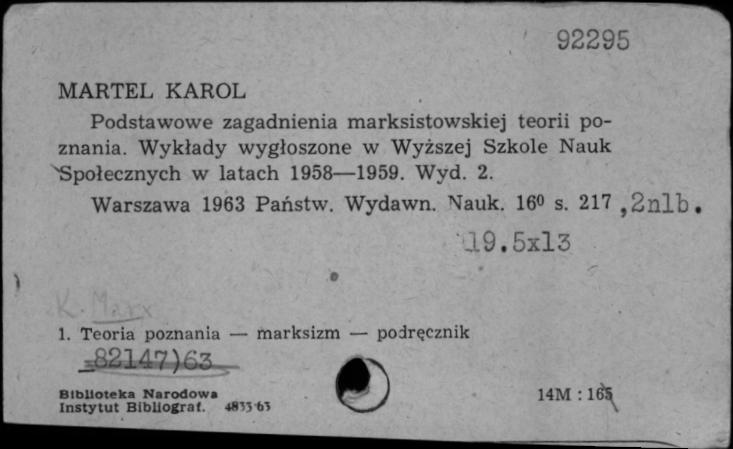 92295
MARTEL KAROL
Podstawowe zagadnienia marksistowskiej teorii po-
znania. Wykłady wygłoszone w Wyższej Szkole Nauk
Społecznych w latach 1958—1959. Wyd. 2.
Warszawa 1963 Państw. Wydawn. Nauk. 16⁰ s. 217 ,2nlb.
19.5x13
K. Marx
1. Teoria poznania — marksizm — podręcznik
82147)63
Biblioteka Narodowa
Instytut Bibliograf. 4833-63
14M : 165